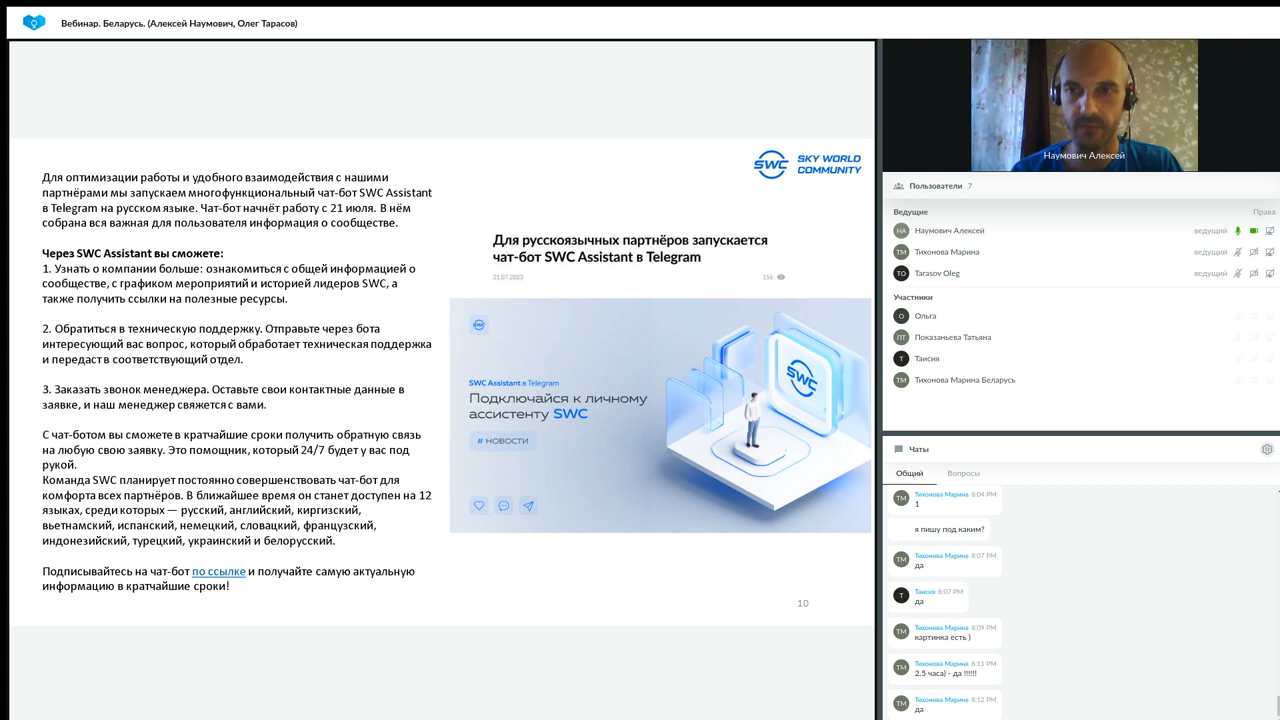 Вебинар. Беларусь. (Алексей Наумович, Олег Тарасов)
Для оптимизации работы и удобного взаимодействия с нашими
партнёрами мы запускаем многофункциональный чат-бот SWC Assistant
в Telegram на русском языке. Чат-бот начнёт работу с 21 июля. В нём
собрана вся важная для пользователя информация о сообществе.
Через SWC Assistant вы сможете:
1. Узнать о компании больше: ознакомиться с общей информацией о
сообществе, с графиком мероприятий и историей лидеров SWC, а
также получить ссылки на полезные ресурсы.
2. Обратиться в техническую поддержку. Отправьте через бота
интересующий вас вопрос, который обработает техническая поддержка
и передаст в соответствующий отдел.
3. Заказать звонок менеджера. Оставьте свои контактные данные в
заявке, и наш менеджер свяжется с вами.
С чат-ботом вы сможете в кратчайшие сроки получить обратную связь
на любую свою заявку. Это помощник, который 24/7 будет у вас под
рукой.
Команда SWC планирует постоянно совершенствовать чат-бот для
комфорта всех партнёров. В ближайшее время он станет доступен на 12
языках, среди которых — русский, английский, киргизский,
вьетнамский, испанский, немецкий, словацкий, французский,
индонезийский, турецкий, украинский и белорусский.
Подписывайтесь на чат-бот по ссылке и получайте самую актуальную
информацию в кратчайшие сроки!
SWC SKY WORLD
COMMUNITY
Для русскоязычных партнёров запускается
чат-бот SWC Assistant в Telegram
21.07.2023
156
SWC
SWC Assistant в Telegram
Подключайся к личному
ассистенту SWC
# НОВОСТИ
SWC
10
Наумович Алексей
Пользователи 7
Ведущие Права
НА Наумович Алексей ведущий
ТМ Тихонова Марина ведущий
TO Tarasov Oleg ведущий
Участники
О Ольга
ПТ Показаньева Татьяна
Т Таисия
ТМ Тихонова Марина Беларусь
Чаты
Общий Вопросы
ТМ Тихонова Марина 8:04 PM
1
я пишу под каким?
ТМ Тихонова Марина 8:07 PM
да
Т Таисия 8:07 PM
да
ТМ Тихонова Марина 8:09 PM
картинка есть )
ТМ Тихонова Марина 8:11 PM
2.5 часа) - да !!!!!!
ТМ Тихонова Марина 8:12 PM
да